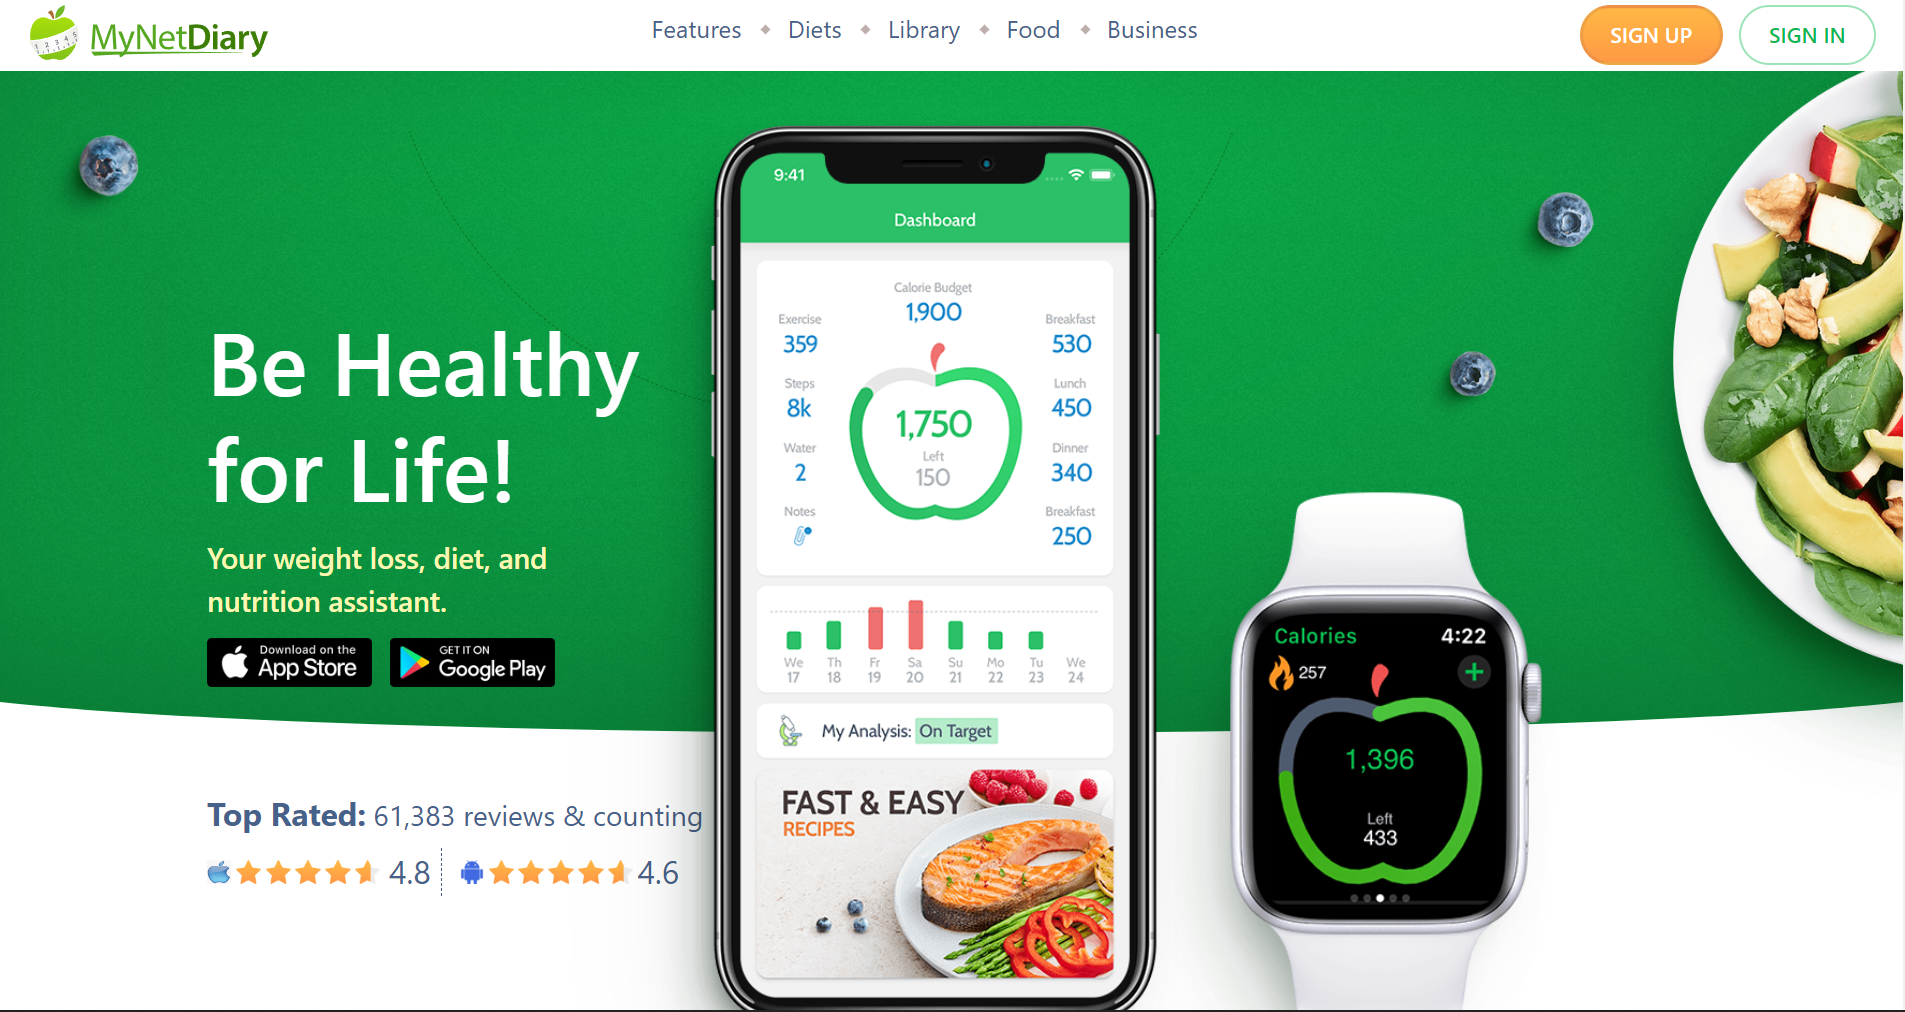 MyNetDiary
Features
Diets
Library
Food
Business
SIGN UP
SIGN IN
Be Healthy
for Life!
Your weight loss, diet, and
nutrition assistant.
Download on the
App Store
GET IT ON
Google Play
Top Rated: 61,383 reviews & counting
4.8
4.6
9:41
Dashboard
Calorie Budget
1,900
Exercise
359
Steps
8k
Water
2
Notes
1,750
Left
150
Breakfast
530
Lunch
450
Dinner
340
Breakfast
250
We Th Fr Sa Su Mo Tu We
17 18 19 20 21 22 23 24
My Analysis: On Target
FAST & EASY
RECIPES
Calories 4:22
257
1,396
Left
433